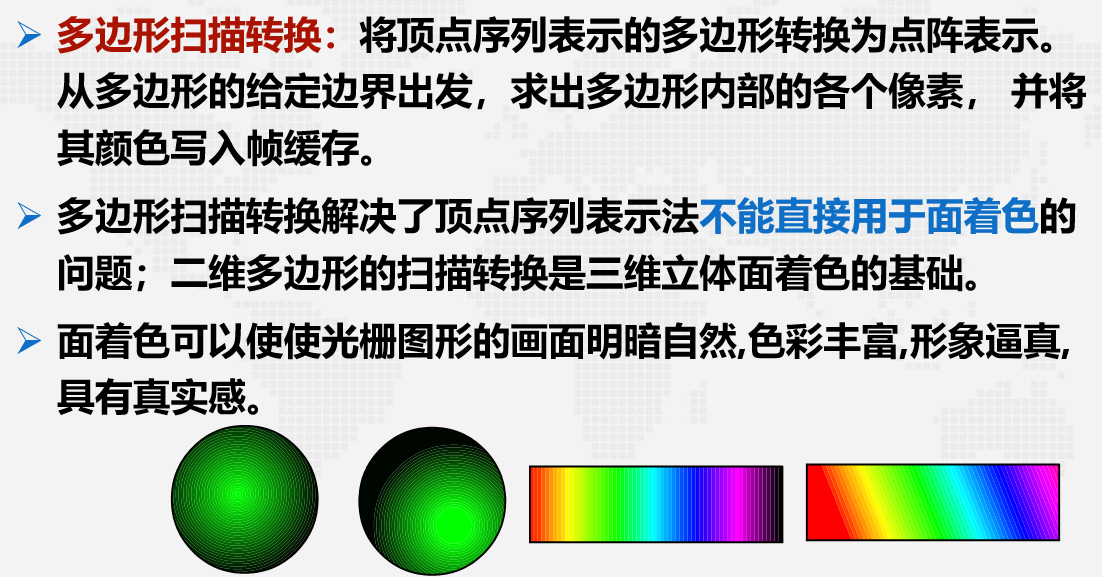 多边形扫描转换：将顶点序列表示的多边形转换为点阵表示。
从多边形的给定边界出发，求出多边形内部的各个像素， 并将
其颜色写入帧缓存。
多边形扫描转换解决了顶点序列表示法不能直接用于面着色的
问题；二维多边形的扫描转换是三维立体面着色的基础。
面着色可以使使光栅图形的画面明暗自然,色彩丰富,形象逼真,
具有真实感。